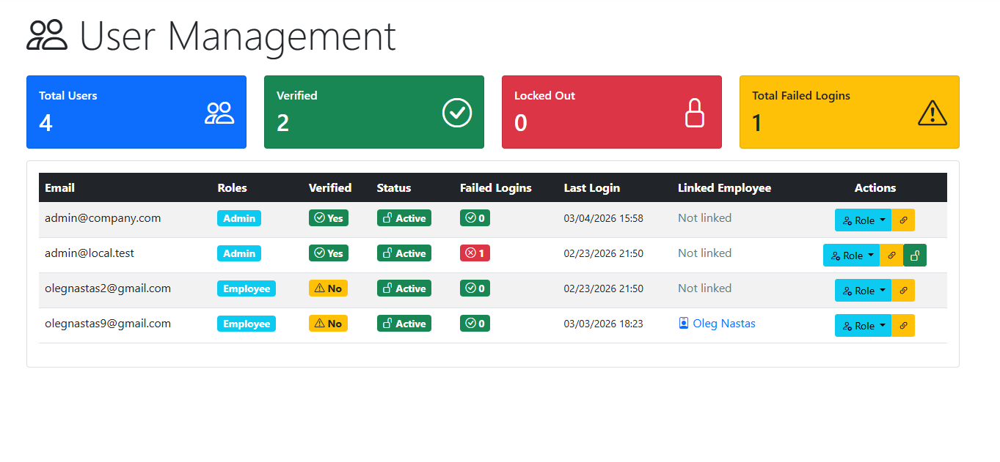 User Management
Total Users
4
Verified
2
Locked Out
0
Total Failed Logins
1
Email Roles Verified Status Failed Logins Last Login Linked Employee Actions
admin@company.com Admin Yes Active 0 03/04/2026 15:58 Not linked Role
admin@local.test Admin Yes Active 1 02/23/2026 21:50 Not linked Role
olegnastas2@gmail.com Employee No Active 0 02/23/2026 21:50 Not linked Role
olegnastas9@gmail.com Employee No Active 0 03/03/2026 18:23 Oleg Nastas Role